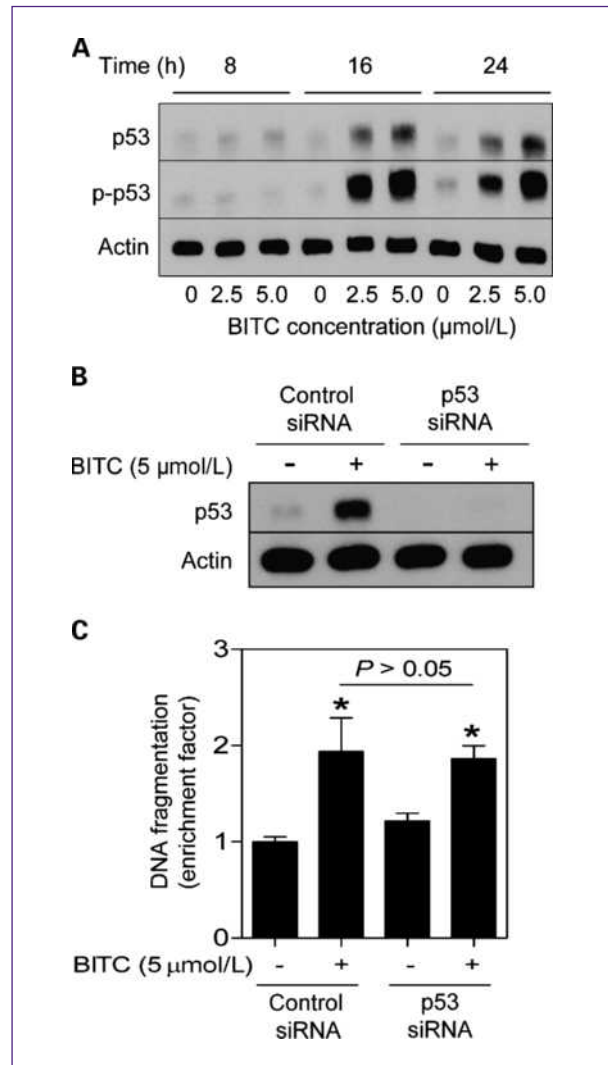 A
Time (h) 8 16 24
p53
p-p53
Actin
0 2.5 5.0 0 2.5 5.0 0 2.5 5.0
BITC concentration (μmol/L)
B
Control siRNA p53 siRNA
BITC (5 μmol/L) - + - +
p53
Actin
C
DNA fragmentation
(enrichment factor)
3
P > 0.05
* *
2
1
0
BITC (5 μmol/L) - + - +
Control siRNA p53 siRNA